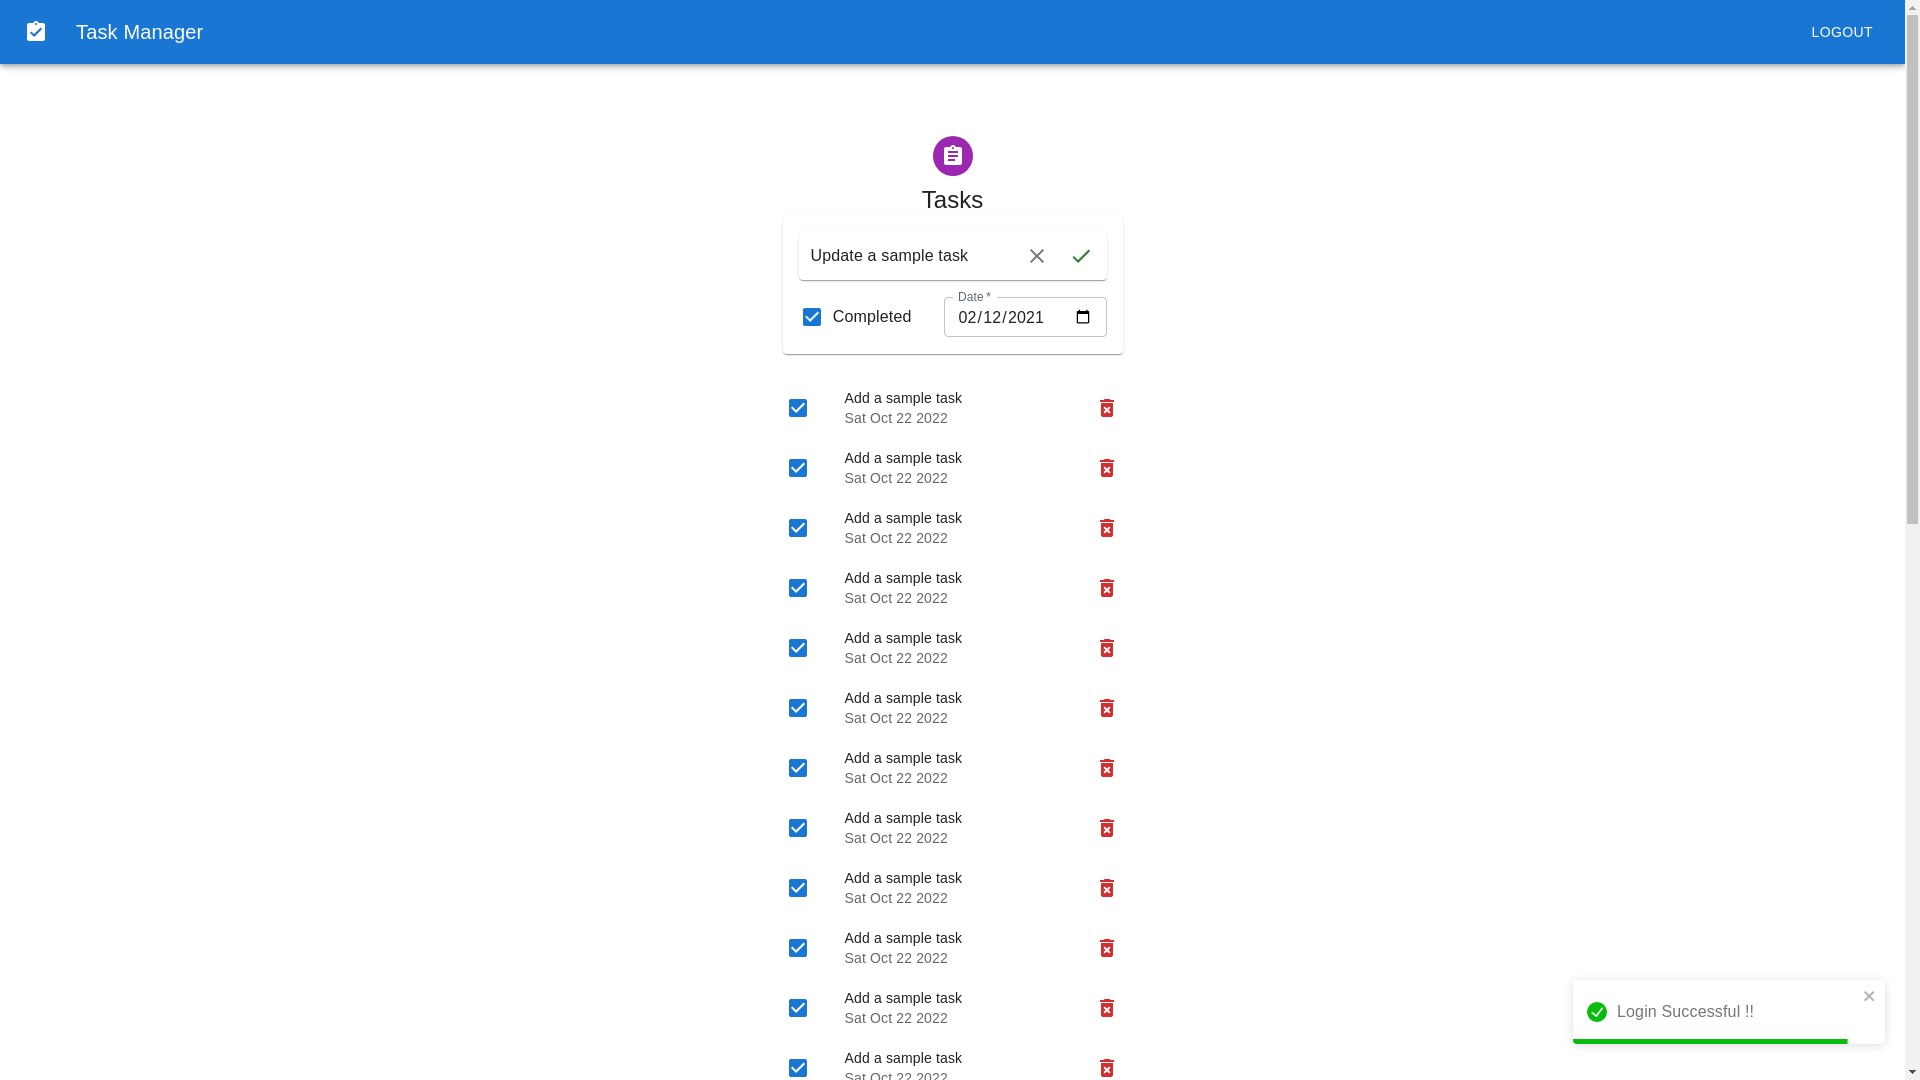 Task Manager
LOGOUT
Tasks
Update a sample task
Completed
Date *
02/12/2021
Add a sample task
Sat Oct 22 2022
Add a sample task
Sat Oct 22 2022
Add a sample task
Sat Oct 22 2022
Add a sample task
Sat Oct 22 2022
Add a sample task
Sat Oct 22 2022
Add a sample task
Sat Oct 22 2022
Add a sample task
Sat Oct 22 2022
Add a sample task
Sat Oct 22 2022
Add a sample task
Sat Oct 22 2022
Add a sample task
Sat Oct 22 2022
Add a sample task
Sat Oct 22 2022
Add a sample task
Sat Oct 22 2022
Login Successful !!